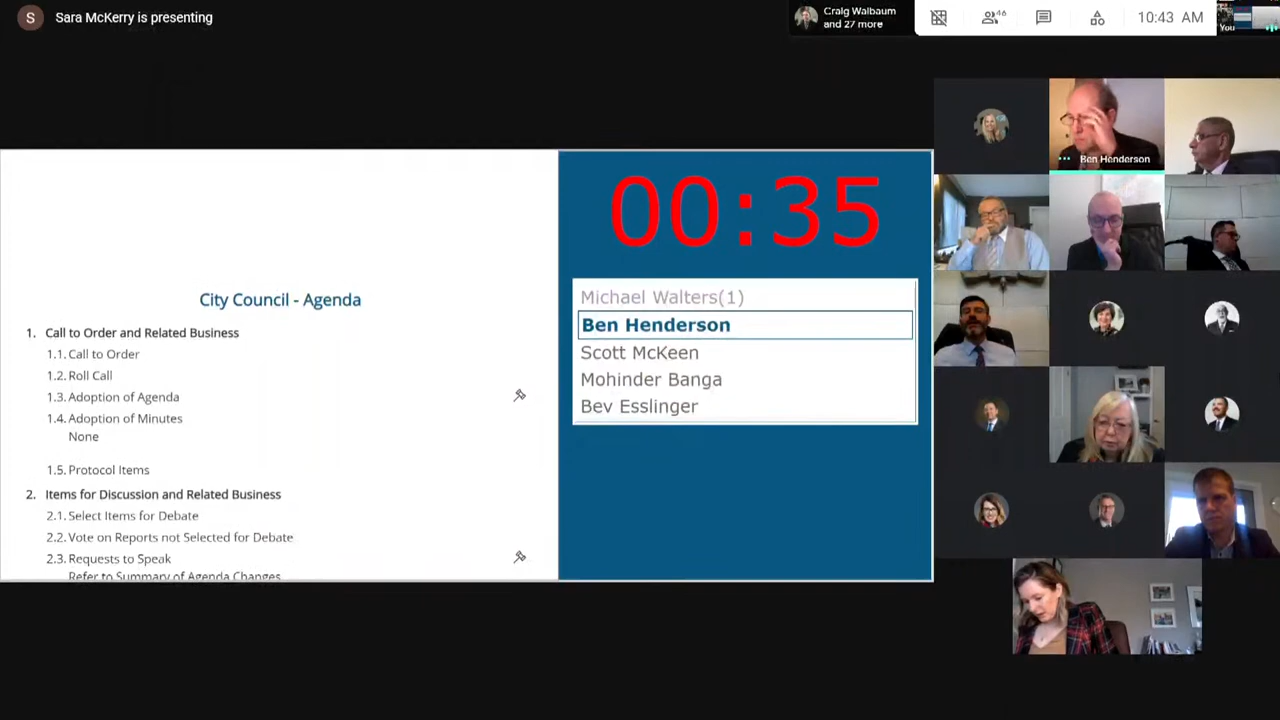 S
Sara McKerry is presenting
Craig Walbaum
and 27 more
46
10:43 AM
You
Ben Henderson
00:35
Michael Walters(1)
Ben Henderson
Scott McKeen
Mohinder Banga
Bev Esslinger
City Council - Agenda
1. Call to Order and Related Business
1.1. Call to Order
1.2. Roll Call
1.3. Adoption of Agenda
1.4. Adoption of Minutes
None
1.5. Protocol Items
2. Items for Discussion and Related Business
2.1. Select Items for Debate
2.2. Vote on Reports not Selected for Debate
2.3. Requests to Speak
Refer to Summary of Agenda Changes